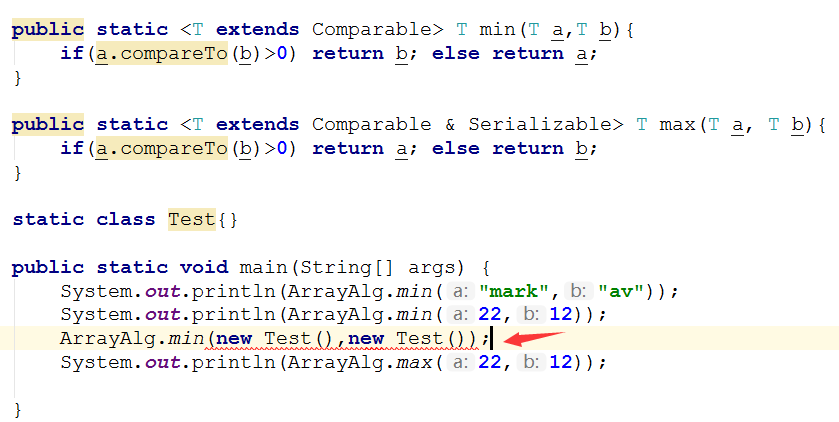 public static <T extends Comparable> T min(T a,T b){
    if(a.compareTo(b)>0) return b; else return a;
}
public static <T extends Comparable & Serializable> T max(T a, T b){
    if(a.compareTo(b)>0) return a; else return b;
}
static class Test{}
public static void main(String[] args) {
    System.out.println(ArrayAlg.min( a: "mark", b: "av"));
    System.out.println(ArrayAlg.min( a: 22, b: 12));
    ArrayAlg.min(new Test(),new Test());
    System.out.println(ArrayAlg.max( a: 22, b: 12));
}